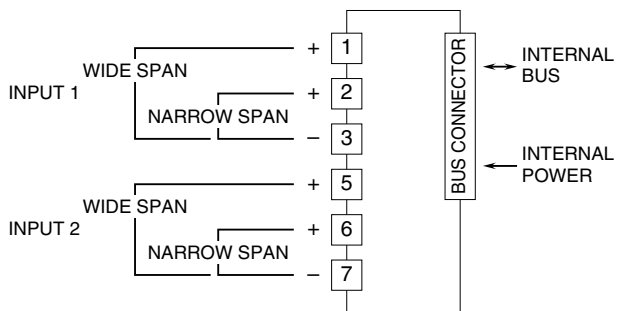 INPUT 1
WIDE SPAN
NARROW SPAN
+ 1
+ 2
– 3
INPUT 2
WIDE SPAN
NARROW SPAN
+ 5
+ 6
– 7
BUS CONNECTOR
INTERNAL
BUS
INTERNAL
POWER